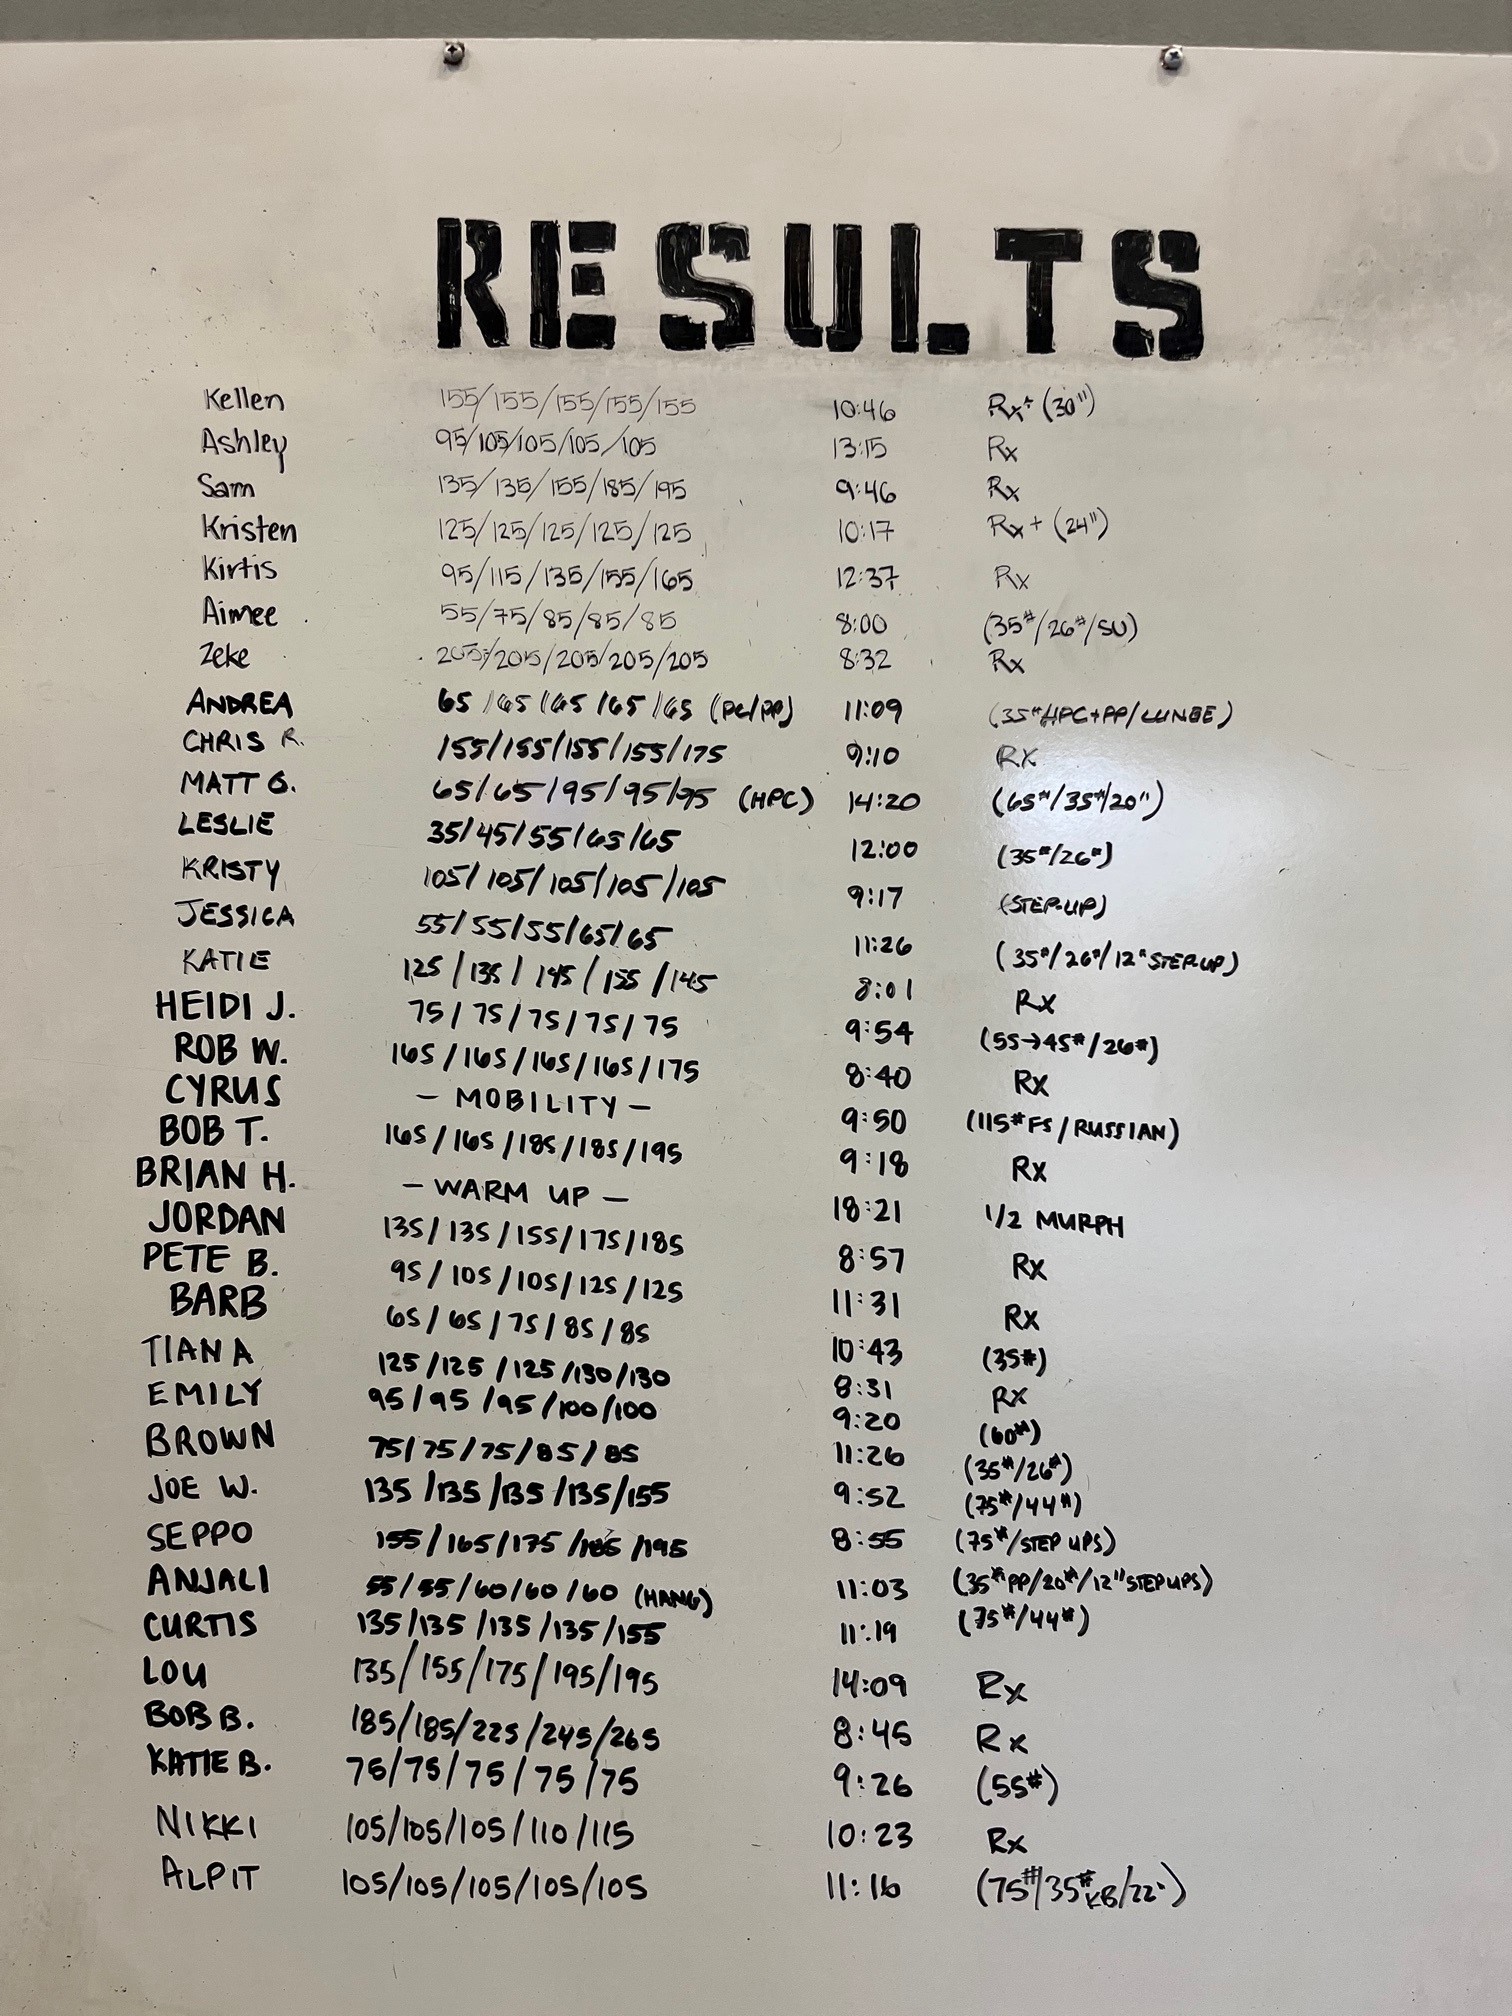 RESULTS
Kellen 155/155/155/155/155 10:46 Rx+ (30")
Ashley 95/105/105/105/105 13:15 Rx
Sam 135/135/155/185/195 9:46 Rx
Kristen 125/125/125/125/125 10:17 Rx+ (24")
Kirtis 95/115/135/155/165 12:37 Rx
Aimee 55/75/85/85/85 8:00 (35#/26#/SU)
Zeke 205/205/205/205/205 8:32 Rx
ANDREA 65/65/65/65/65 (PC/PP) 11:09 (35# HPC+PP/LUNGE)
CHRIS R. 155/155/155/155/175 9:10 RX
MATT G. 65/65/95/95/95 (HPC) 14:20 (65#/35#/20")
LESLIE 35/45/55/65/65 12:00 (35#/26#)
KRISTY 105/105/105/105/105 9:17 (STEP-UP)
JESSICA 55/55/55/65/65 11:26 (35#/26#/12" STEP-UP)
KATIE 125/135/145/155/145 8:01 Rx
HEIDI J. 75/75/75/75/75 9:54 (55→45#/26#)
ROB W. 165/165/165/165/175 8:40 RX
CYRUS - MOBILITY - 9:50 (115# FS/RUSSIAN)
BOB T. 165/165/185/185/195 9:18 RX
BRIAN H. - WARM UP - 18:21 1/2 MURPH
JORDAN 135/135/155/175/185 8:57 Rx
PETE B. 95/105/105/125/125 11:31 Rx
BARB 65/65/75/85/85 10:43 (35#)
TIANA 125/125/125/130/130 8:31 Rx
EMILY 95/95/95/100/100 9:20 (60#)
BROWN 75/75/75/85/85 11:26 (35#/26#)
JOE W. 135/135/135/135/155 9:52 (75#/44#)
SEPPO 155/165/175/185/195 8:55 (75#/STEP UPS)
ANJALI 55/55/60/60/60 (HANG) 11:03 (35# PP/20#/12" STEP UPS)
CURTIS 135/135/135/135/155 11:19 (75#/44#)
LOU 135/155/175/195/195 14:09 Rx
BOB B. 185/185/225/245/265 8:45 Rx
KATIE B. 75/75/75/75/75 9:26 (55#)
NIKKI 105/105/105/110/115 10:23 Rx
ALPIT 105/105/105/105/105 11:16 (75#/35# KB/22")